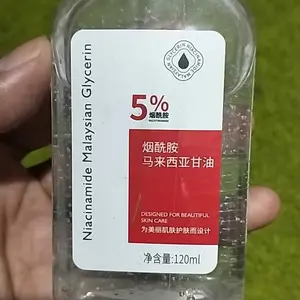 Niacinamide Malaysian Glycerin
5%
烟酰胺
烟酰胺
马来西亚甘油
DESIGNED FOR BEAUTIFUL
SKIN CARE
为美丽肌肤护肤而设计
净含量:120ml